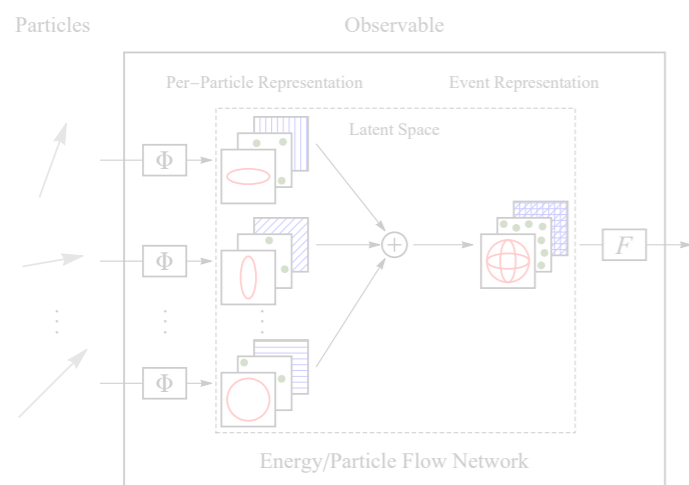 Particles
Observable
Per−Particle Representation
Event Representation
Latent Space
Φ
Φ
F
Φ
Energy/Particle Flow Network